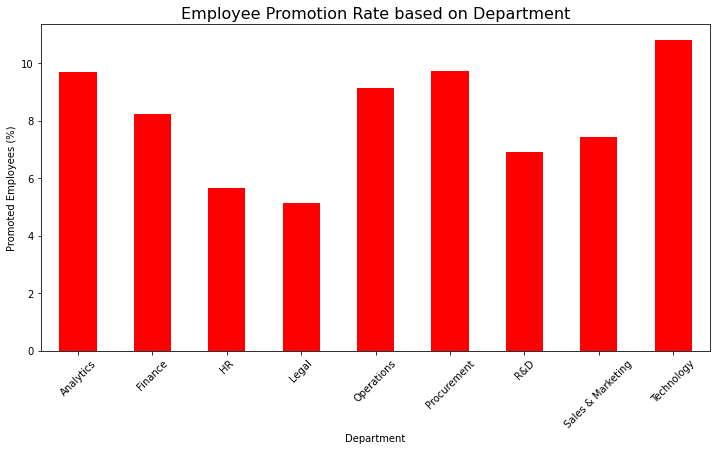 Employee Promotion Rate based on Department
Promoted Employees (%)
10
8
6
4
2
0
Analytics
Finance
HR
Legal
Operations
Procurement
R&D
Sales & Marketing
Technology
Department